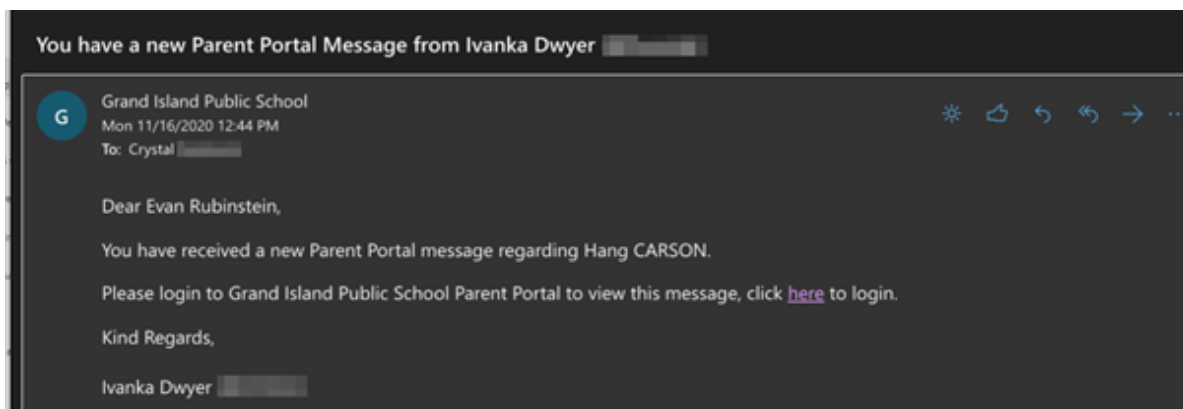 You have a new Parent Portal Message from Ivanka Dwyer
G
Grand Island Public School
Mon 11/16/2020 12:44 PM
To: Crystal
Dear Evan Rubinstein,
You have received a new Parent Portal message regarding Hang CARSON.
Please login to Grand Island Public School Parent Portal to view this message, click here to login.
Kind Regards,
Ivanka Dwyer